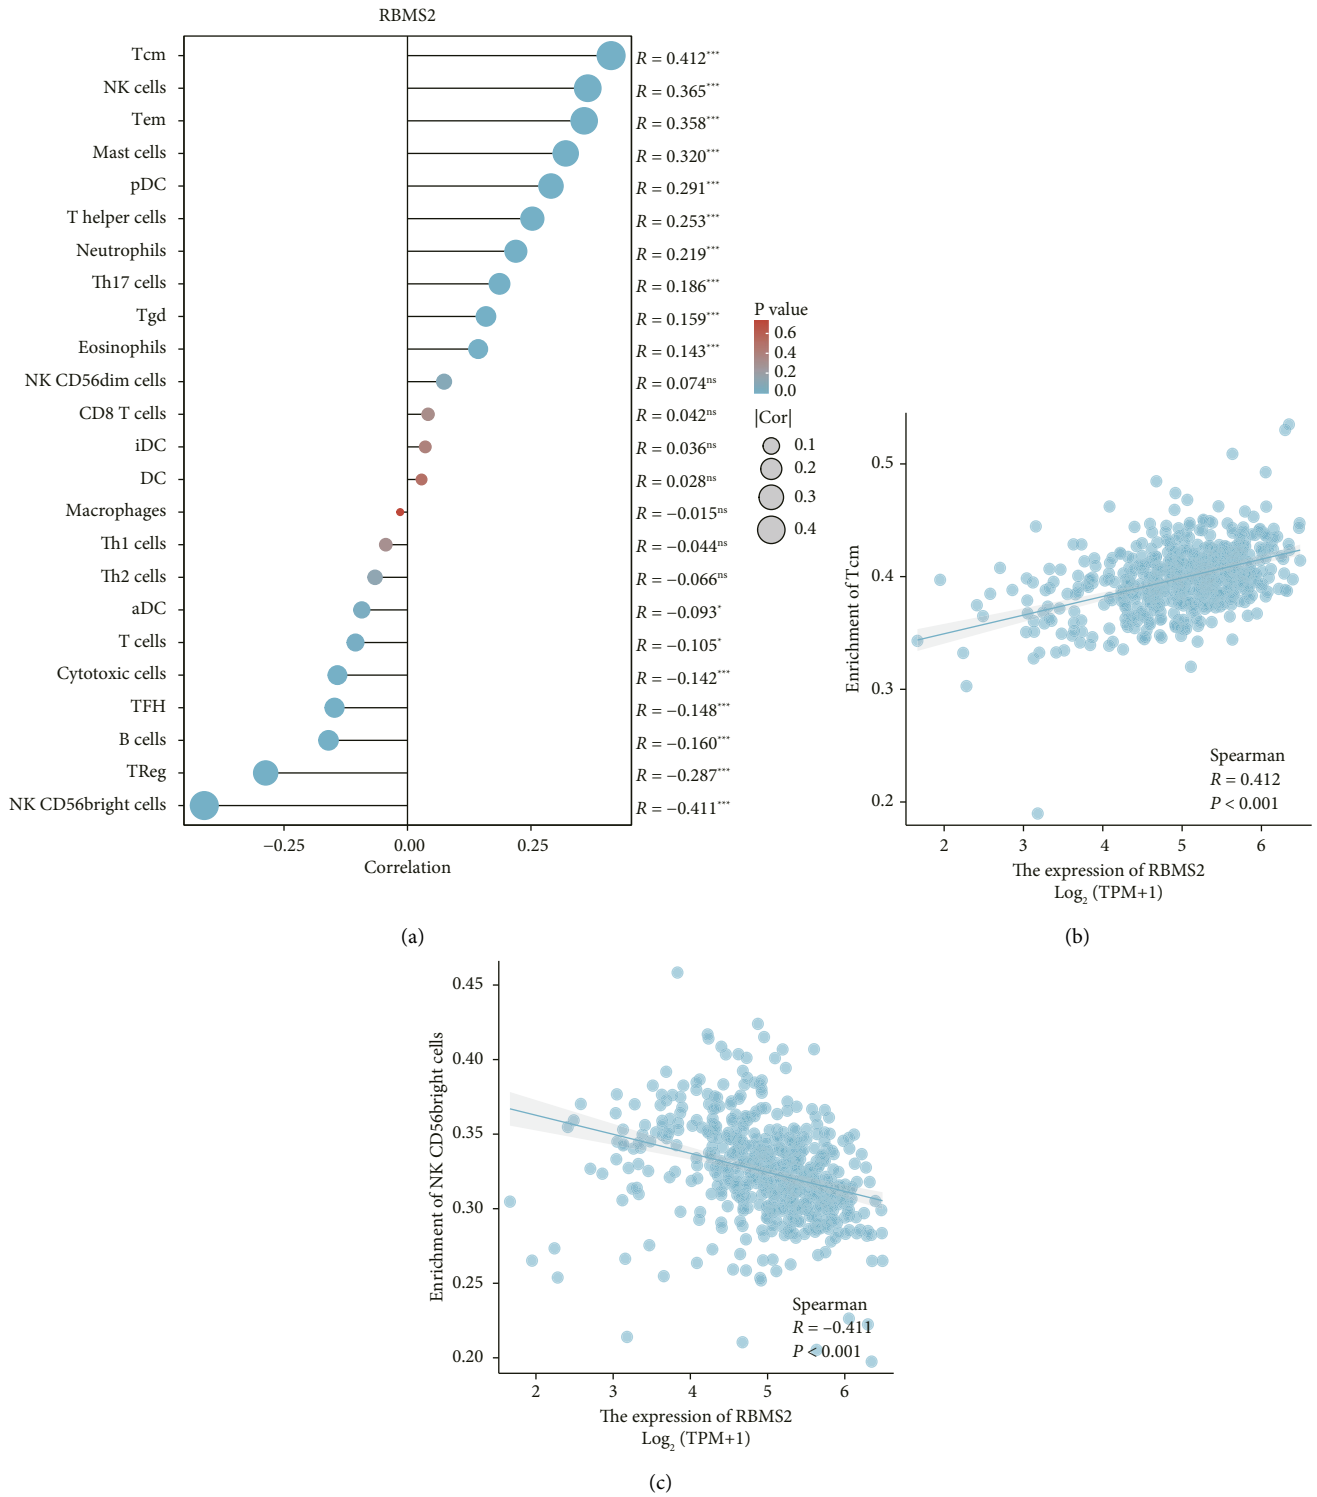 RBMS2
Tcm R = 0.412***
NK cells R = 0.365***
Tem R = 0.358***
Mast cells R = 0.320***
pDC R = 0.291***
T helper cells R = 0.253***
Neutrophils R = 0.219***
Th17 cells R = 0.186***
Tgd R = 0.159***
Eosinophils R = 0.143***
NK CD56dim cells R = 0.074ns
CD8 T cells R = 0.042ns
iDC R = 0.036ns
DC R = 0.028ns
Macrophages R = −0.015ns
Th1 cells R = −0.044ns
Th2 cells R = −0.066ns
aDC R = −0.093*
T cells R = −0.105*
Cytotoxic cells R = −0.142***
TFH R = −0.148***
B cells R = −0.160***
TReg R = −0.287***
NK CD56bright cells R = −0.411***
−0.25 0.00 0.25
Correlation
P value
0.6
0.4
0.2
0.0
|Cor|
0.1
0.2
0.3
0.4
(a)
Enrichment of Tcm
0.5
0.4
0.3
0.2
Spearman
R = 0.412
P < 0.001
2 3 4 5 6
The expression of RBMS2
Log2 (TPM+1)
(b)
Enrichment of NK CD56bright cells
0.45
0.40
0.35
0.30
0.25
0.20
Spearman
R = −0.411
P < 0.001
2 3 4 5 6
The expression of RBMS2
Log2 (TPM+1)
(c)